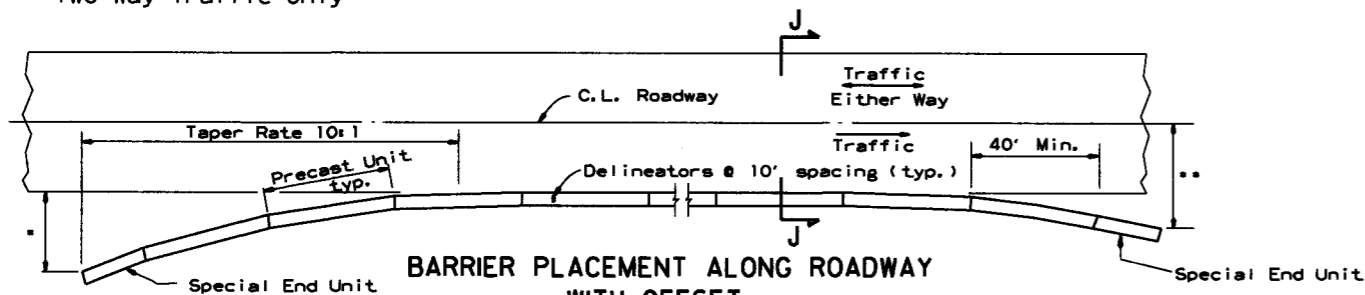 Two Way Traffic Only
J
Traffic
Either Way
C.L. Roadway
Taper Rate 10:1
Traffic
40' Min.
Precast Unit
typ.
Delineators @ 10' spacing (typ.)
**
*
J
BARRIER PLACEMENT ALONG ROADWAY
WITH OFFSET
Special End Unit
Special End Unit